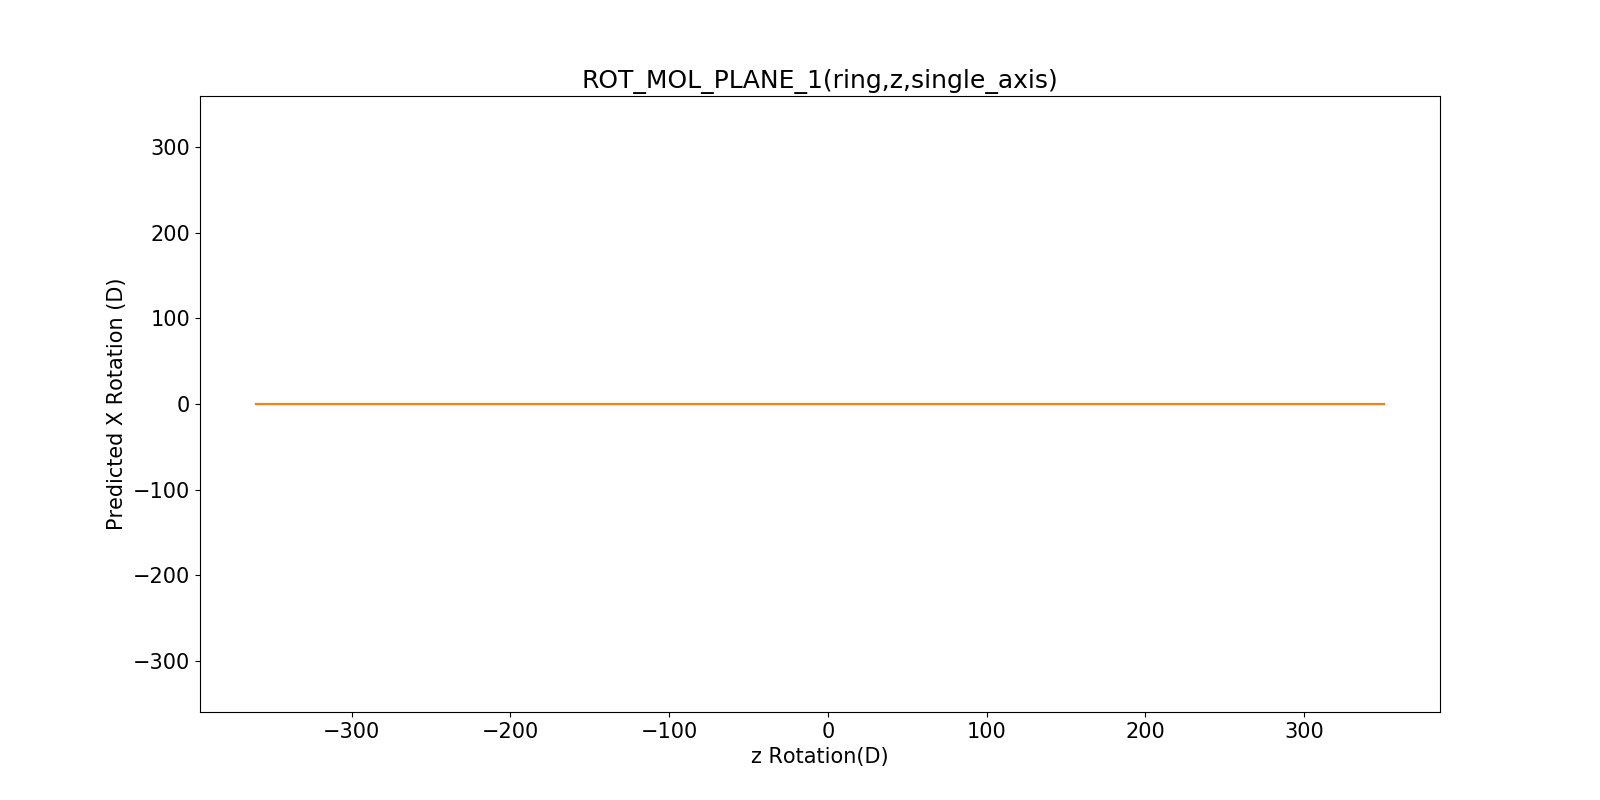 ROT_MOL_PLANE_1(ring,z,single_axis)
300
200
100
0
−100
−200
−300
Predicted X Rotation (D)
−300 −200 −100 0 100 200 300
z Rotation(D)